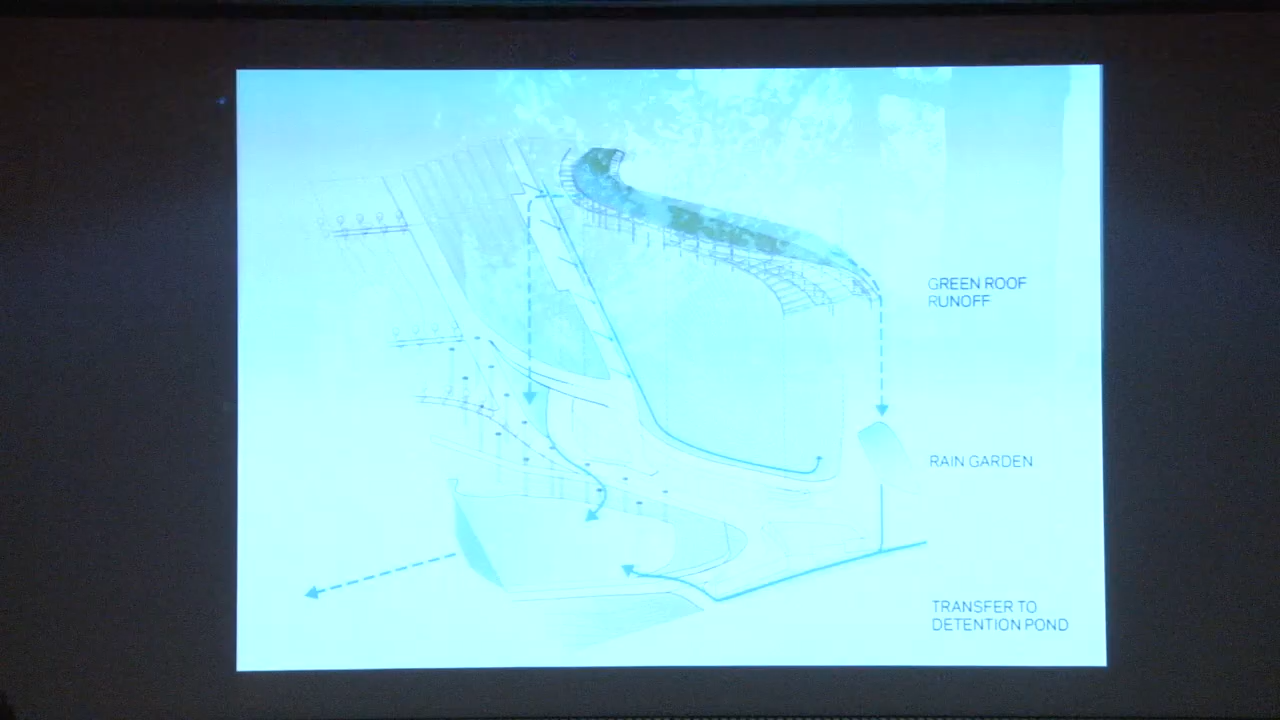 GREEN ROOF
RUNOFF
RAIN GARDEN
TRANSFER TO
DETENTION POND